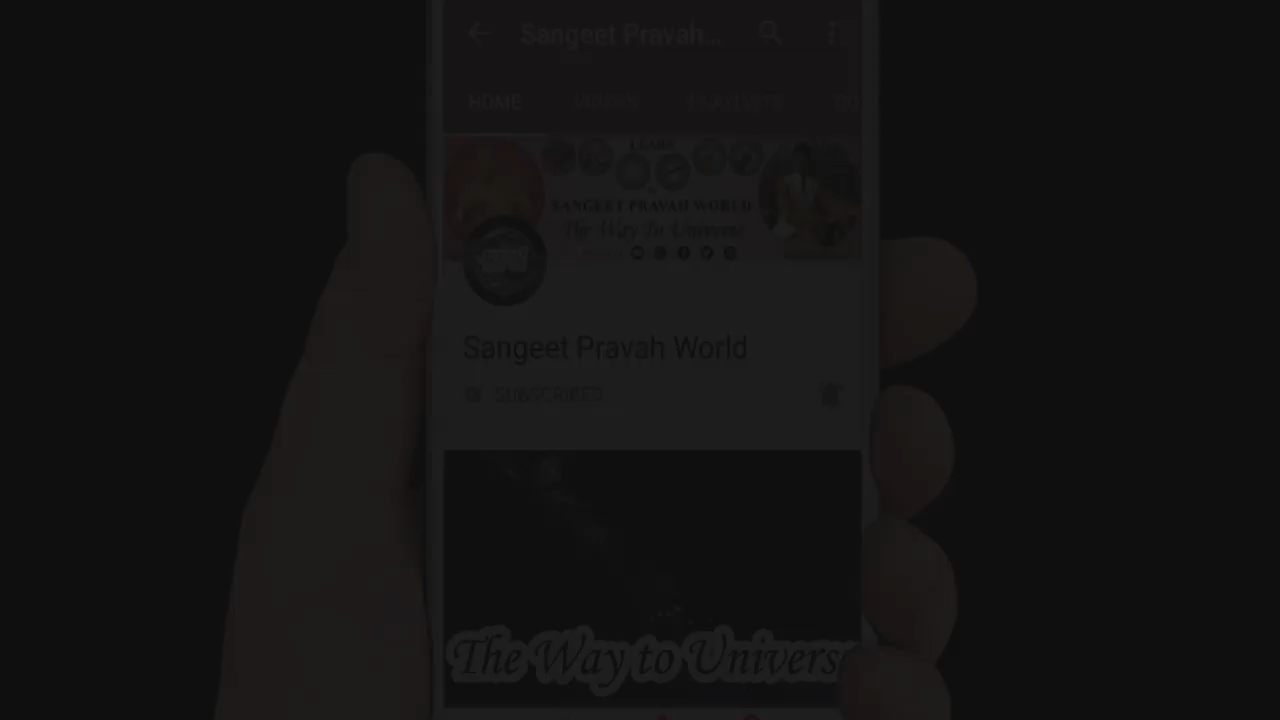 Sangeet Pravah...
HOME
VIDEOS
PLAYLISTS
LEARN
SANGEET PRAVAH WORLD
The Way To Universe
Sangeet Pravah World
SUBSCRIBED
The Way to Univers